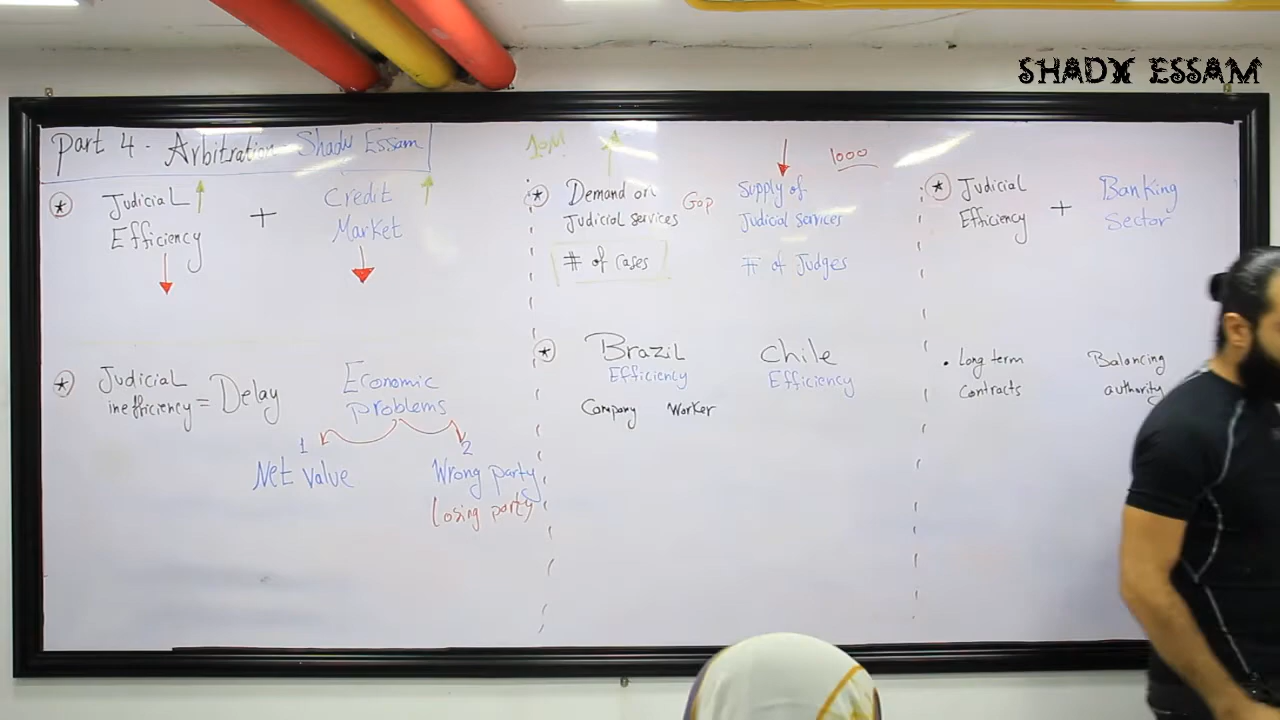 SHADY ESSAM
Part 4 - Arbitration - Shady Essam
Judicial
Efficiency
+
Credit
Market
Judicial
inefficiency = Delay
Economic
problems
1
Net value
2
Wrong party
losing party
10M
Demand on
Judicial services
# of cases
Gap
1000
Supply of
Judicial services
# of Judges
Brazil
Efficiency
Company Worker
Chile
Efficiency
Judicial
Efficiency
+
Banking
Sector
• Long term
contracts
Balancing
authority